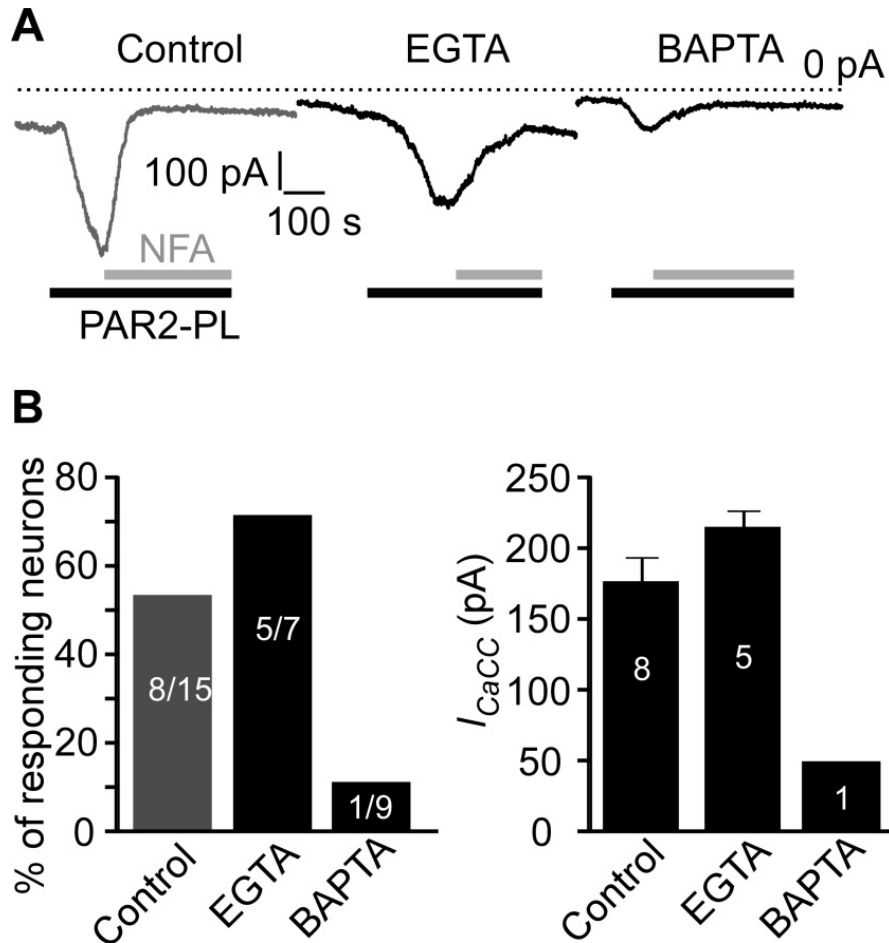 A
Control EGTA BAPTA 0 pA
100 pA
100 s
NFA
PAR2-PL
B
% of responding neurons
80
60
40
20
0
8/15
5/7
1/9
Control
EGTA
BAPTA
I CaCC (pA)
250
200
150
100
50
0
8
5
1
Control
EGTA
BAPTA